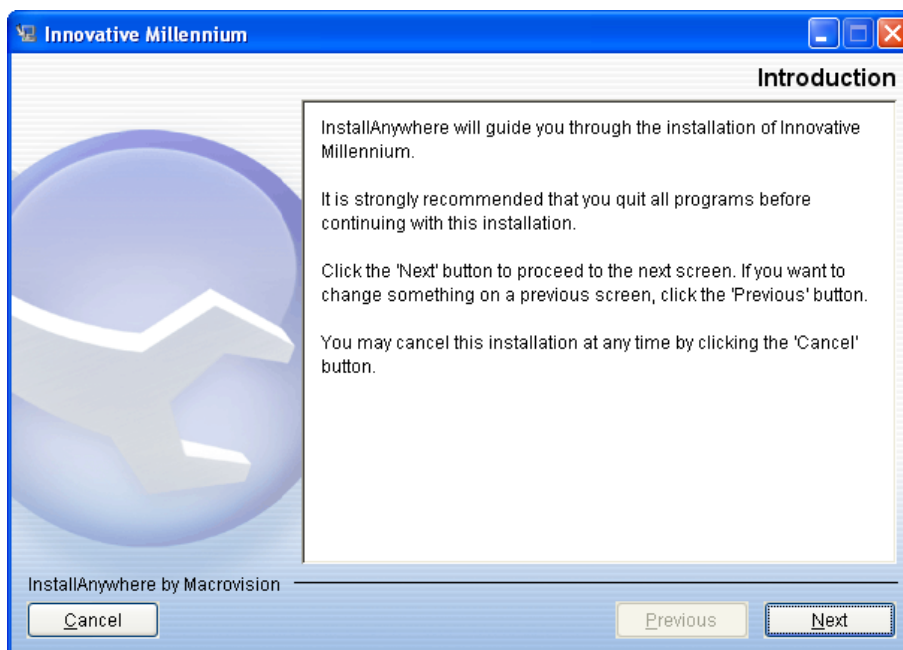 Innovative Millennium
Introduction
InstallAnywhere will guide you through the installation of Innovative
Millennium.
It is strongly recommended that you quit all programs before
continuing with this installation.
Click the 'Next' button to proceed to the next screen. If you want to
change something on a previous screen, click the 'Previous' button.
You may cancel this installation at any time by clicking the 'Cancel'
button.
InstallAnywhere by Macrovision
Cancel
Previous
Next